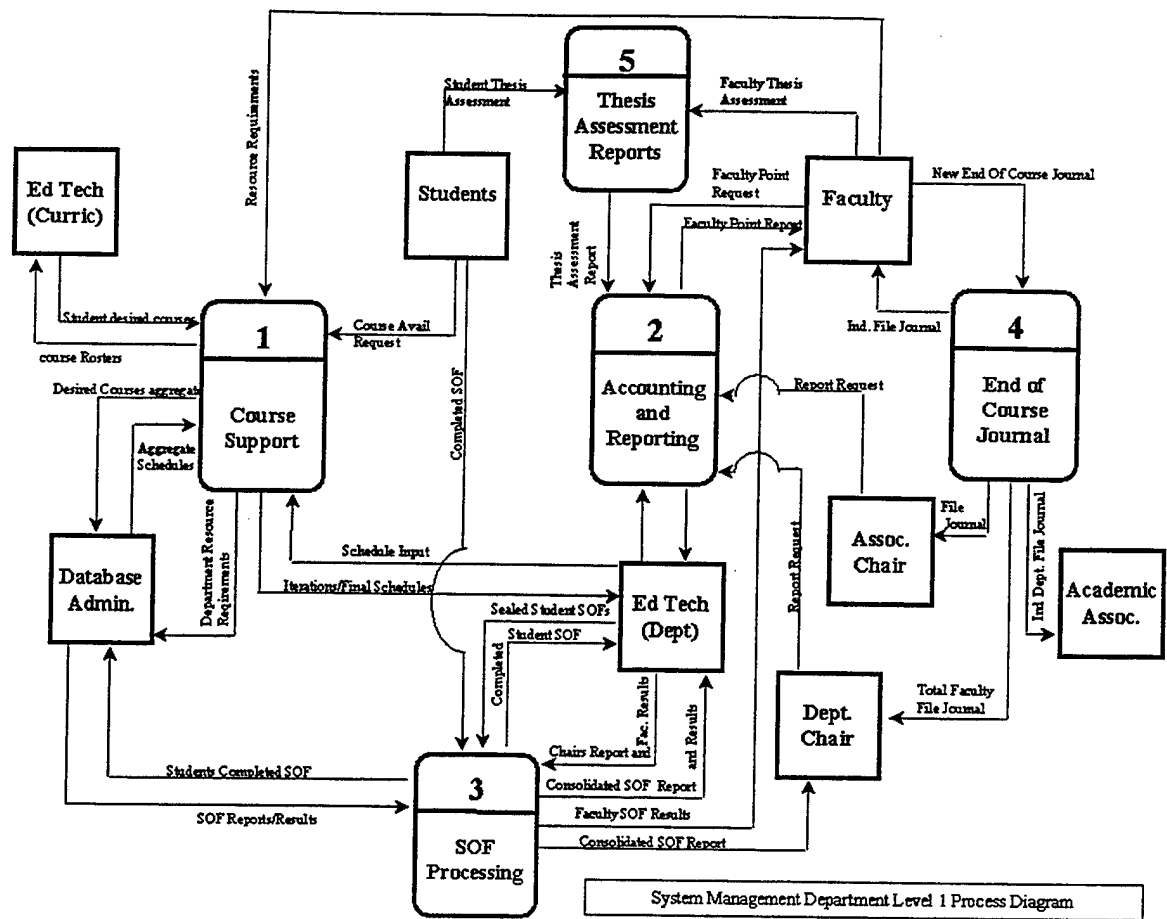 5
Thesis
Assessment
Reports
Student Thesis
Assessment
Faculty Thesis
Assessment
Resource Requirements
Ed Tech
(Curric)
Students
Faculty Point
Request
Faculty
New End Of Course Journal
Faculty Point Report
Thesis
Assessment
Report
Student desired courses
course Rosters
1
Course
Support
Course Avail
Request
2
Accounting
and
Reporting
Ind. File Journal
4
End of
Course
Journal
Desired Courses aggregate
Aggregate
Schedules
Completed SOF
Report Request
Report Request
File
Journal
Assoc.
Chair
Ind Dept. File Journal
Academic
Assoc.
Database
Admin.
Department Resource
Requirements
Schedule Input
Iterations/Final Schedules
Sealed Student SOFs
Student SOF
Completed
Ed Tech
(Dept)
Total Faculty
File Journal
Dept.
Chair
Fac. Results
and Results
Chairs Report and
Students Completed SOF
SOF Reports/Results
3
SOF
Processing
Consolidated SOF Report
Faculty SOF Results
Consolidated SOF Report
System Management Department Level 1 Process Diagram